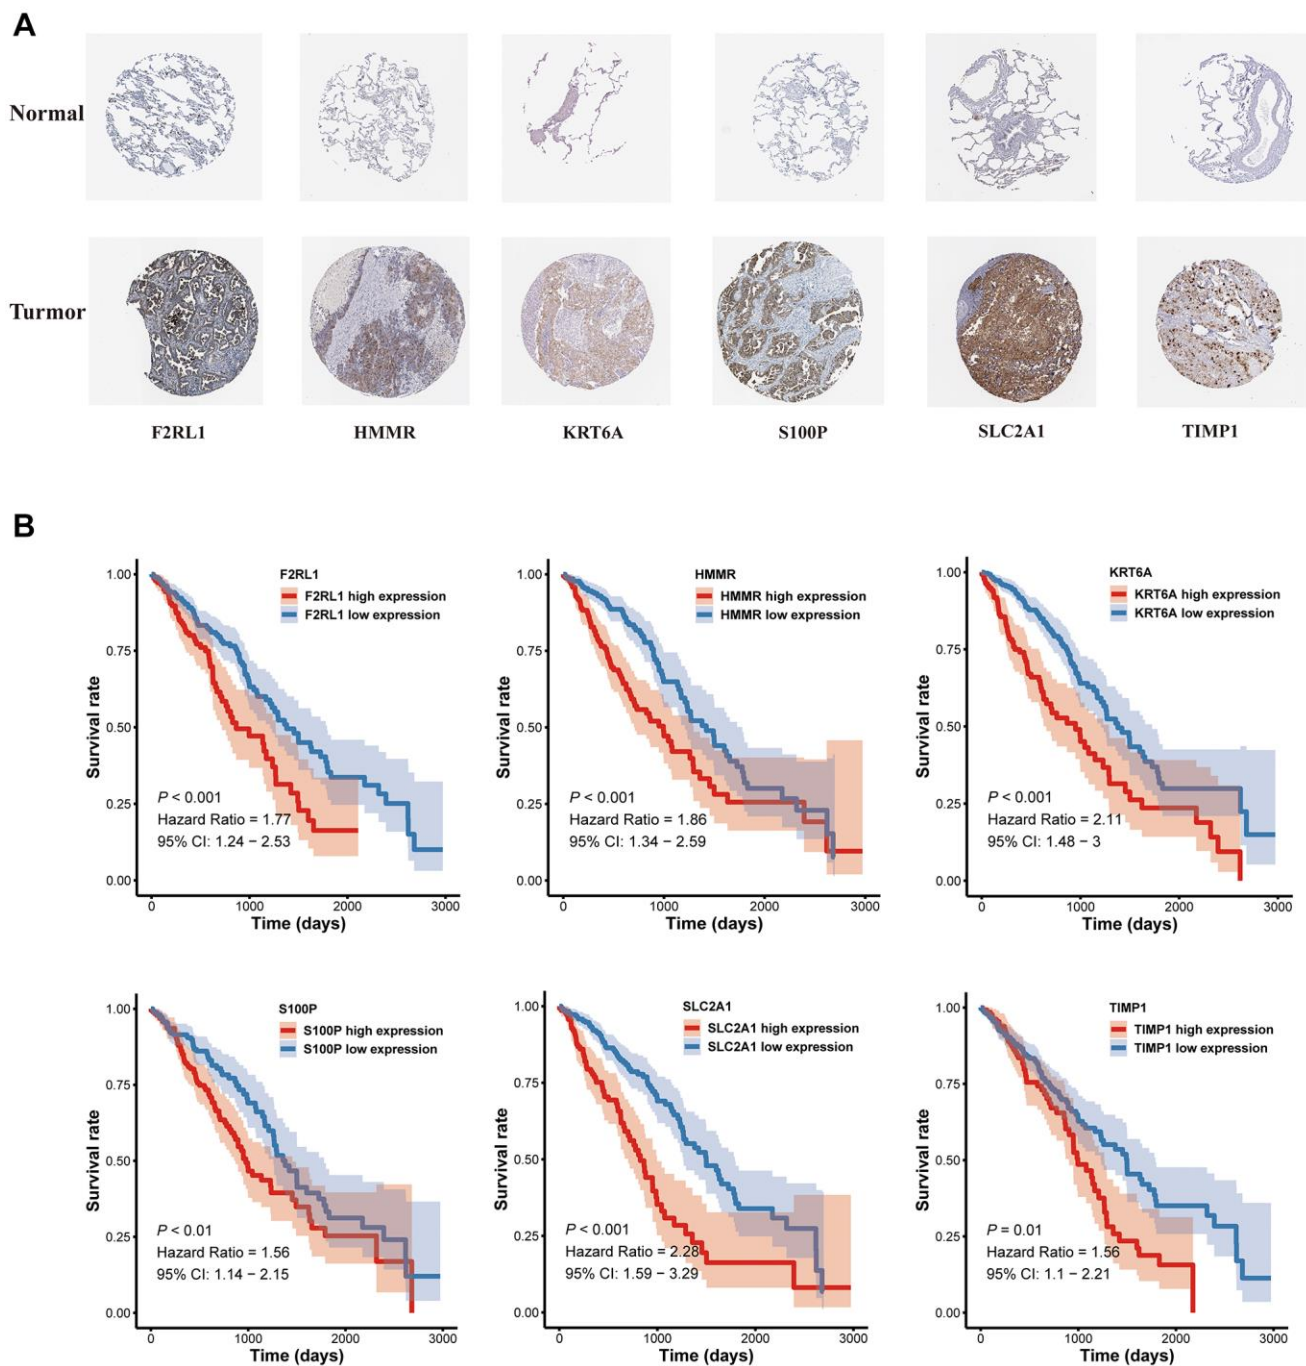 A
Normal
Turmor
F2RL1 HMMR KRT6A S100P SLC2A1 TIMP1
B
F2RL1
F2RL1 high expression
F2RL1 low expression
1.00
0.75
0.50
0.25
0.00
Survival rate
P < 0.001
Hazard Ratio = 1.77
95% CI: 1.24 − 2.53
0 1000 2000 3000
Time (days)
HMMR
HMMR high expression
HMMR low expression
1.00
0.75
0.50
0.25
0.00
Survival rate
P < 0.001
Hazard Ratio = 1.86
95% CI: 1.34 − 2.59
0 1000 2000 3000
Time (days)
KRT6A
KRT6A high expression
KRT6A low expression
1.00
0.75
0.50
0.25
0.00
Survival rate
P < 0.001
Hazard Ratio = 2.11
95% CI: 1.48 − 3
0 1000 2000 3000
Time (days)
S100P
S100P high expression
S100P low expression
1.00
0.75
0.50
0.25
0.00
Survival rate
P < 0.01
Hazard Ratio = 1.56
95% CI: 1.14 − 2.15
0 1000 2000 3000
Time (days)
SLC2A1
SLC2A1 high expression
SLC2A1 low expression
1.00
0.75
0.50
0.25
0.00
Survival rate
P < 0.001
Hazard Ratio = 2.28
95% CI: 1.59 − 3.29
0 1000 2000 3000
Time (days)
TIMP1
TIMP1 high expression
TIMP1 low expression
1.00
0.75
0.50
0.25
0.00
Survival rate
P = 0.01
Hazard Ratio = 1.56
95% CI: 1.1 − 2.21
0 1000 2000 3000
Time (days)